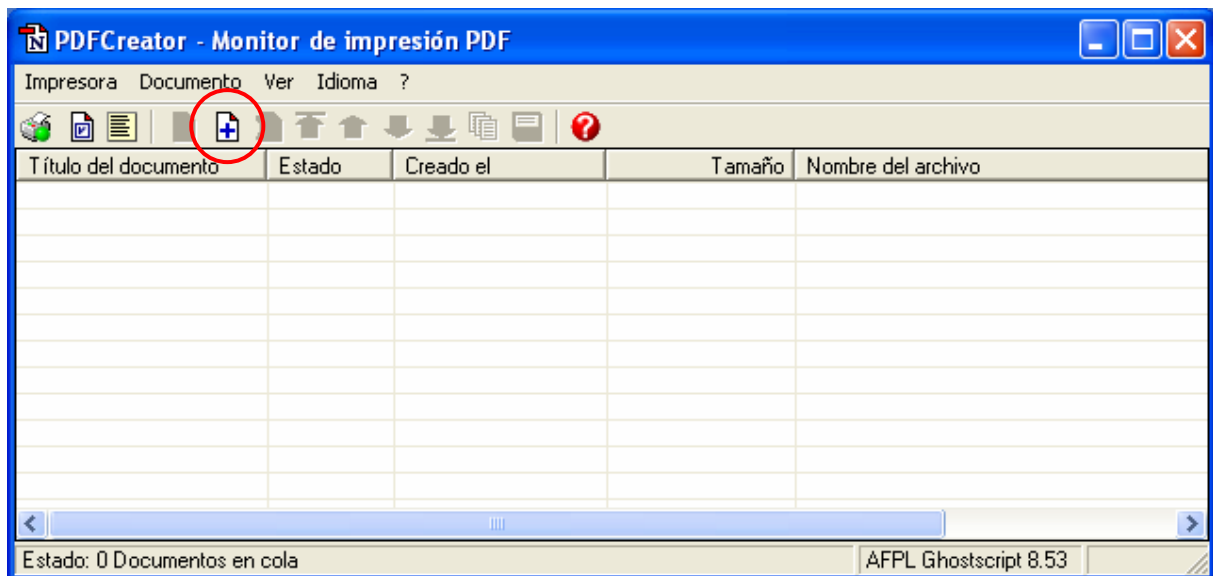 PDFCreator - Monitor de impresión PDF
Impresora Documento Ver Idioma ?
Título del documento Estado Creado el Tamaño Nombre del archivo
Estado: 0 Documentos en cola AFPL Ghostscript 8.53